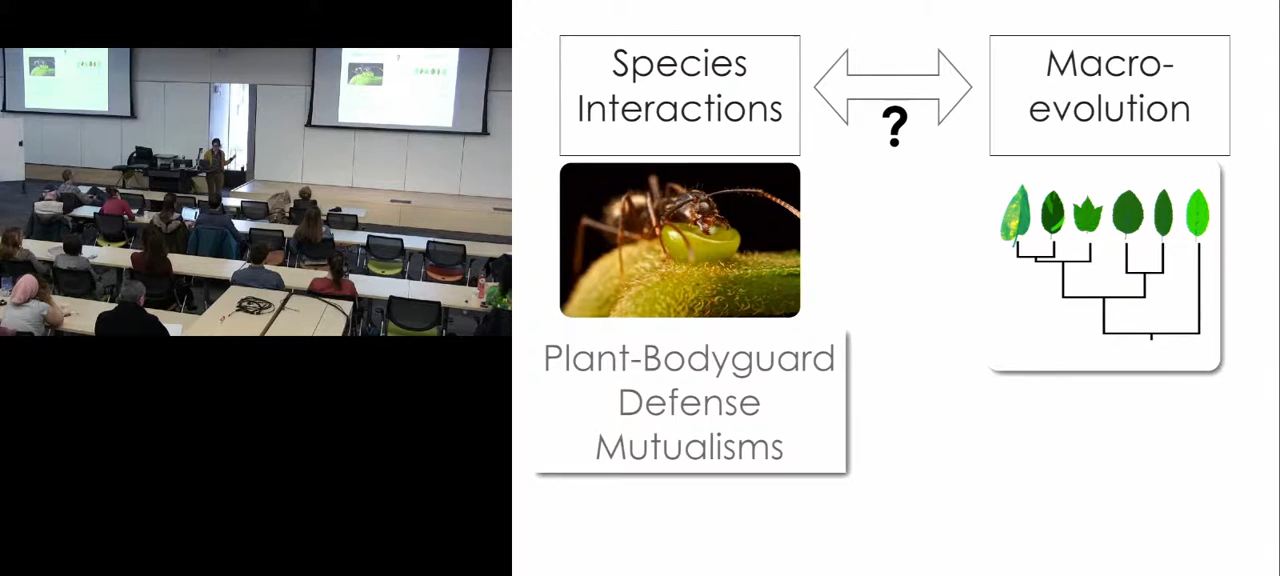 Species
Interactions
?
Macro-
evolution
Plant-Bodyguard
Defense
Mutualisms